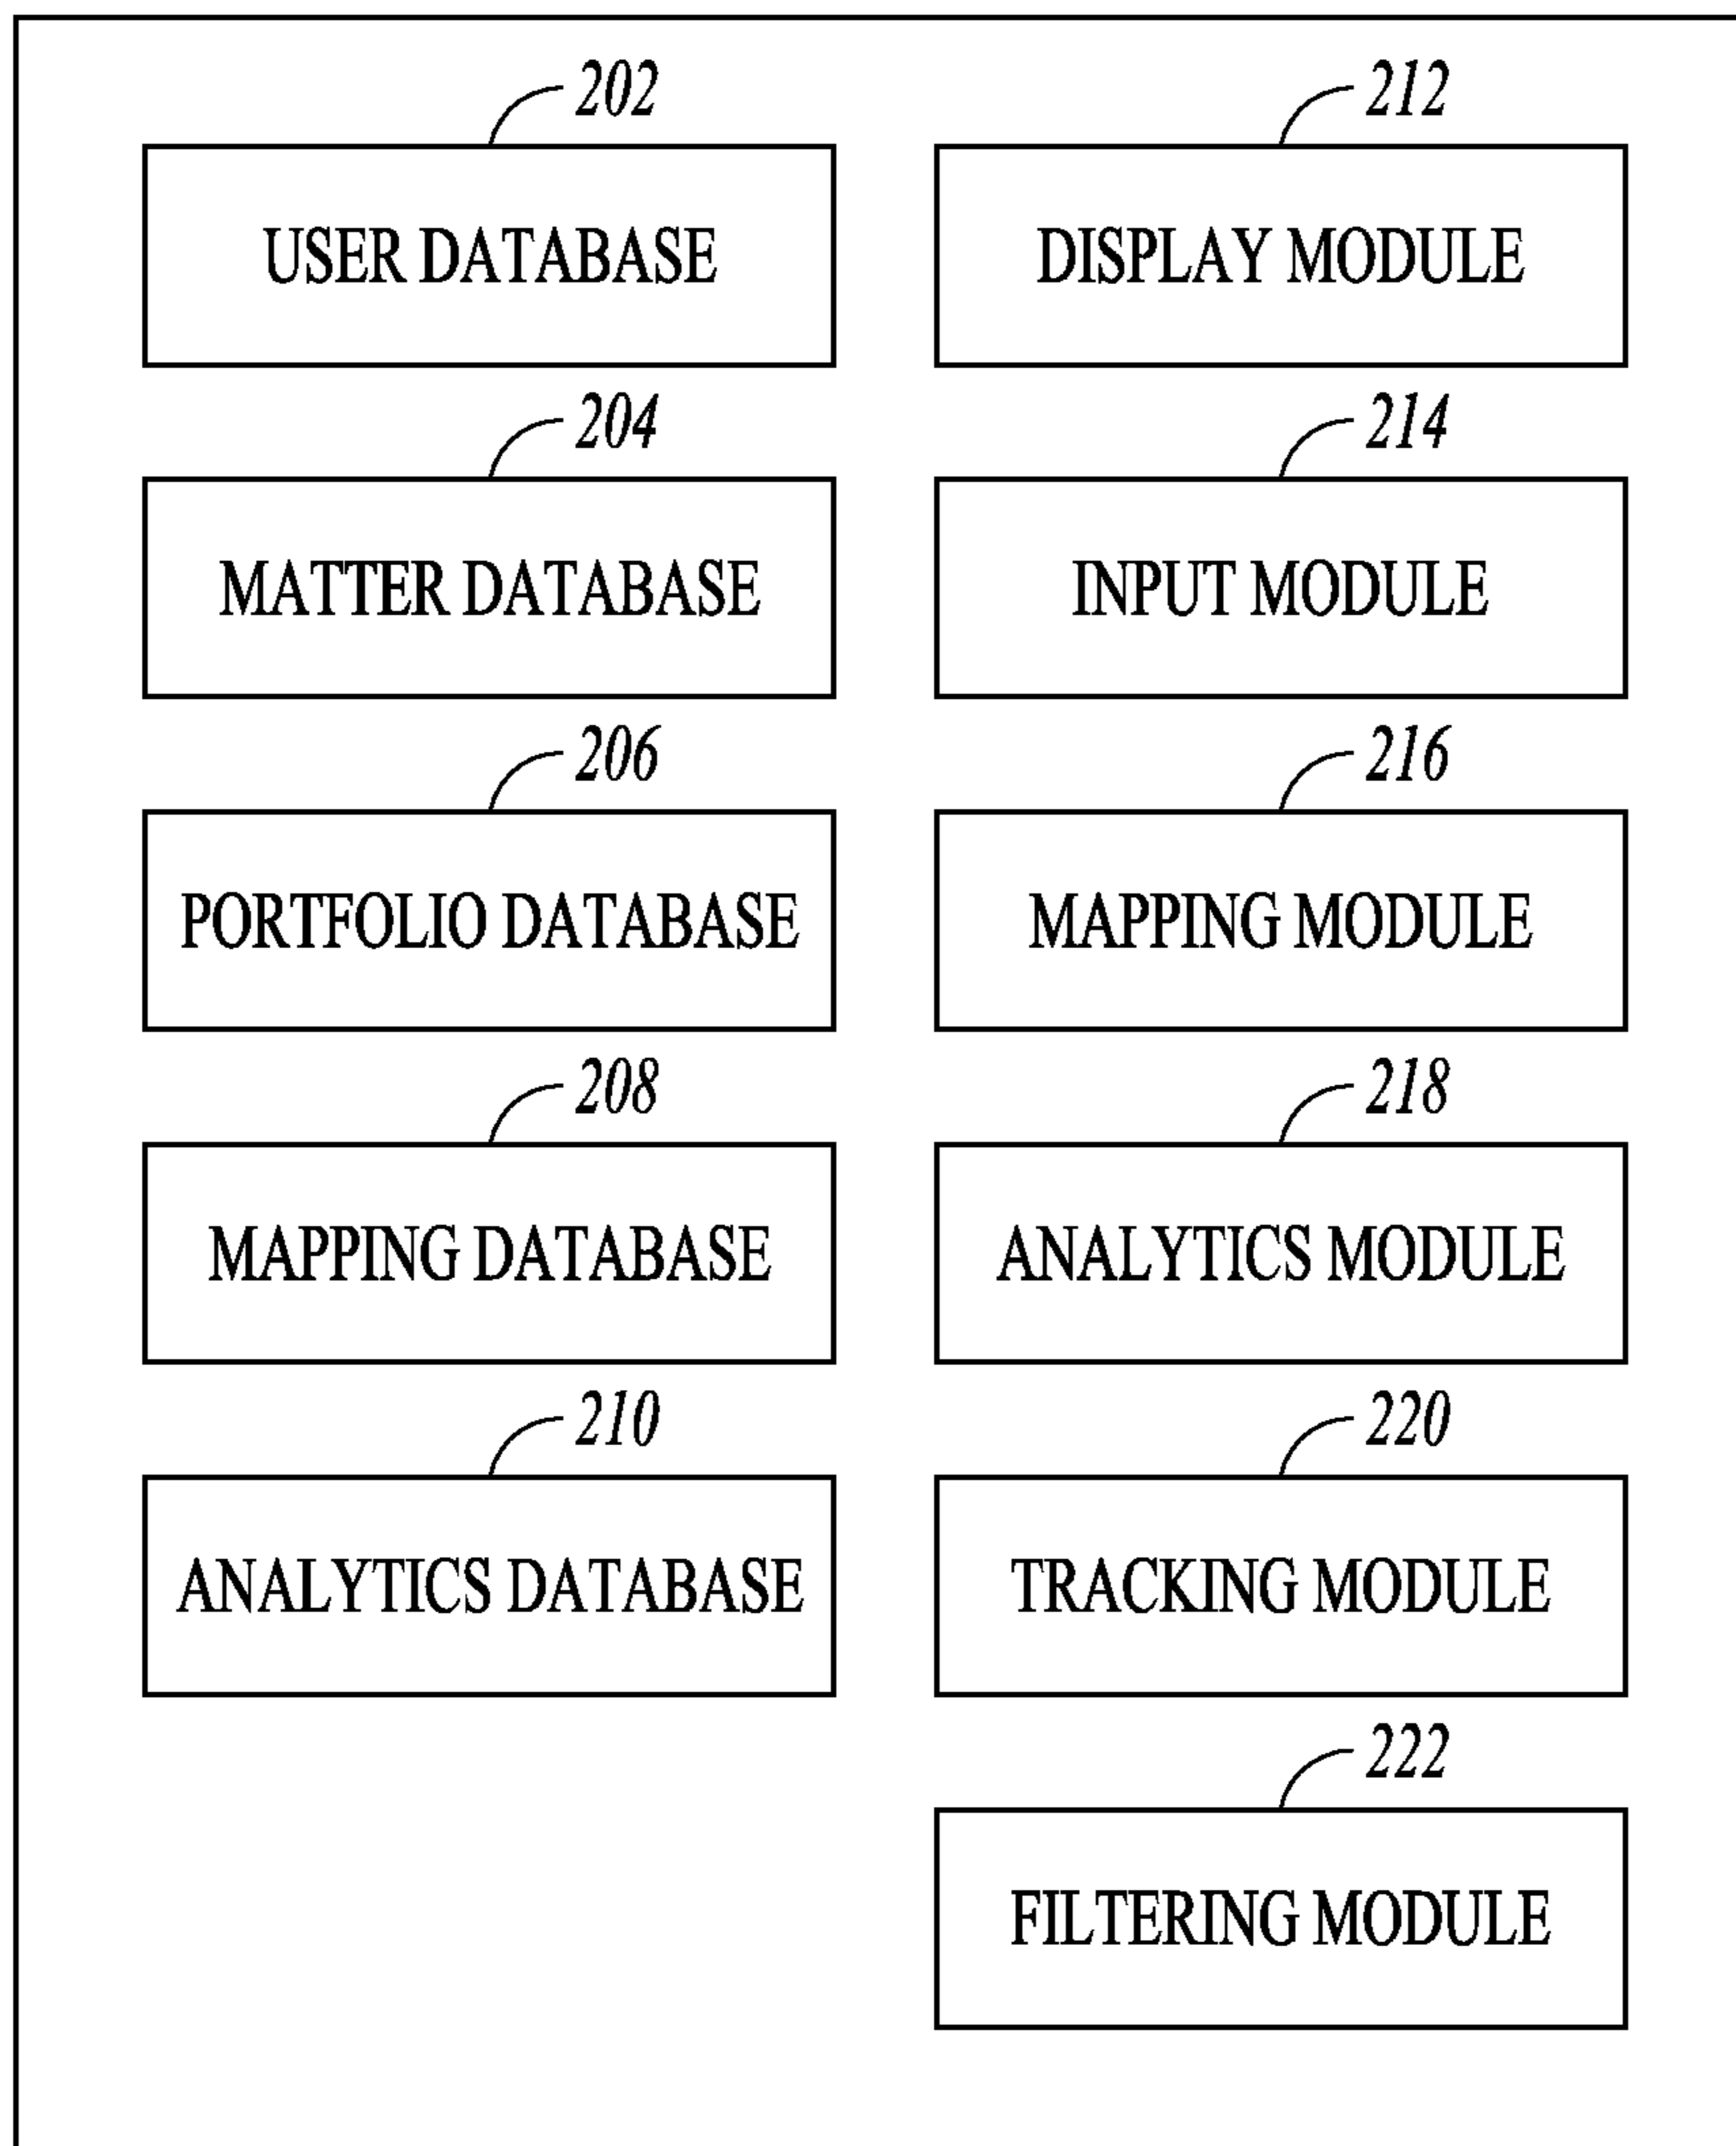 202
USER DATABASE
212
DISPLAY MODULE
204
MATTER DATABASE
214
INPUT MODULE
206
PORTFOLIO DATABASE
216
MAPPING MODULE
208
MAPPING DATABASE
218
ANALYTICS MODULE
210
ANALYTICS DATABASE
220
TRACKING MODULE
222
FILTERING MODULE